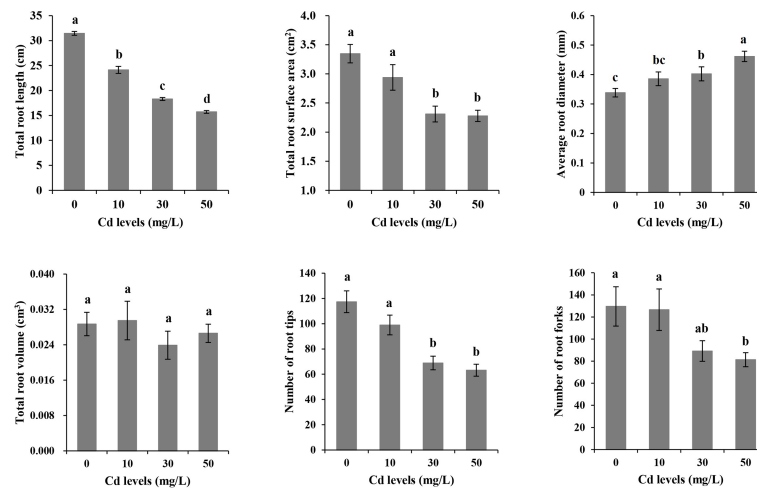 Total root length (cm)
35
30
25
20
15
10
5
0
a
b
c
d
0 10 30 50
Cd levels (mg/L)
Total root surface area (cm²)
4.0
3.5
3.0
2.5
2.0
1.5
1.0
a
a
b
b
0 10 30 50
Cd levels (mg/L)
Average root diameter (mm)
0.6
0.5
0.4
0.3
0.2
0.1
0
c
bc
b
a
0 10 30 50
Cd levels (mg/L)
Total root volume (cm³)
0.040
0.032
0.024
0.016
0.008
0.000
a
a
a
a
0 10 30 50
Cd levels (mg/L)
Number of root tips
140
120
100
80
60
40
20
0
a
a
b
b
0 10 30 50
Cd levels (mg/L)
Number of root forks
160
140
120
100
80
60
40
20
0
a
a
ab
b
0 10 30 50
Cd levels (mg/L)